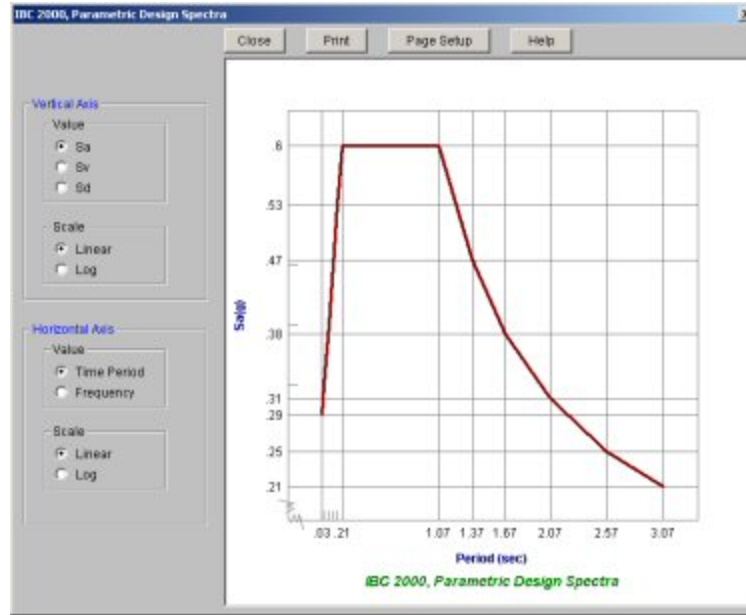 IBC 2000, Parametric Design Spectra
Close Print Page Setup Help
Vertical Axis
Value
Sa
Sv
Sd
Scale
Linear
Log
Horizontal Axis
Value
Time Period
Frequency
Scale
Linear
Log
Sa(g)
.6
.53
.47
.38
.31
.29
.25
.21
.03 .21 1.07 1.37 1.67 2.07 2.57 3.07
Period (sec)
IBC 2000, Parametric Design Spectra